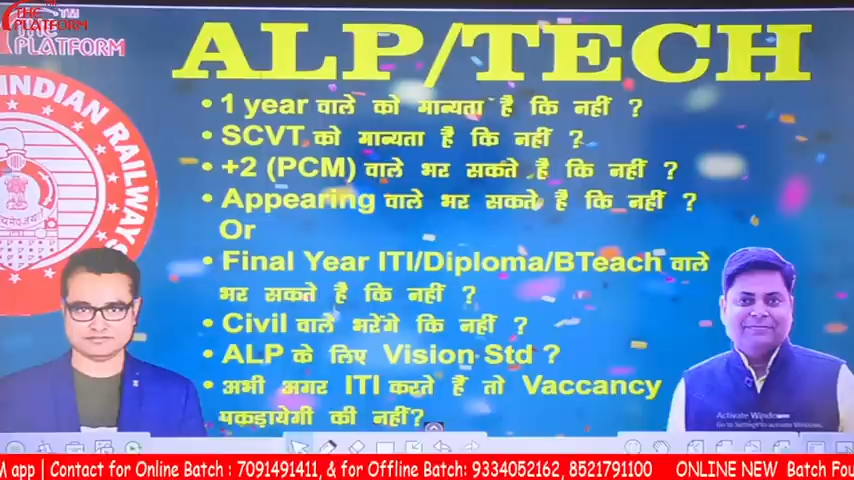 THE
PLATFORM
THE
PLATFORM
INDIAN RAILWAYS
ALP/TECH
• 1 year वाले को मान्यता है कि नहीं ?
• SCVT को मान्यता है कि नहीं ?
• +2 (PCM) वाले भर सकते है कि नहीं ?
• Appearing वाले भर सकते है कि नहीं ?
Or
• Final Year ITI/Diploma/BTeach वाले
भर सकते है कि नहीं ?
• Civil वाले भरेंगे कि नहीं ?
• ALP के लिए Vision Std ?
• अभी अगर ITI करते हैं तो Vaccancy
पकड़ायेगी की नहीं?
Activate Windows
Go to Settings to activate Windows.
M app | Contact for Online Batch : 7091491411, & for Offline Batch: 9334052162, 8521791100 ONLINE NEW Batch Fou